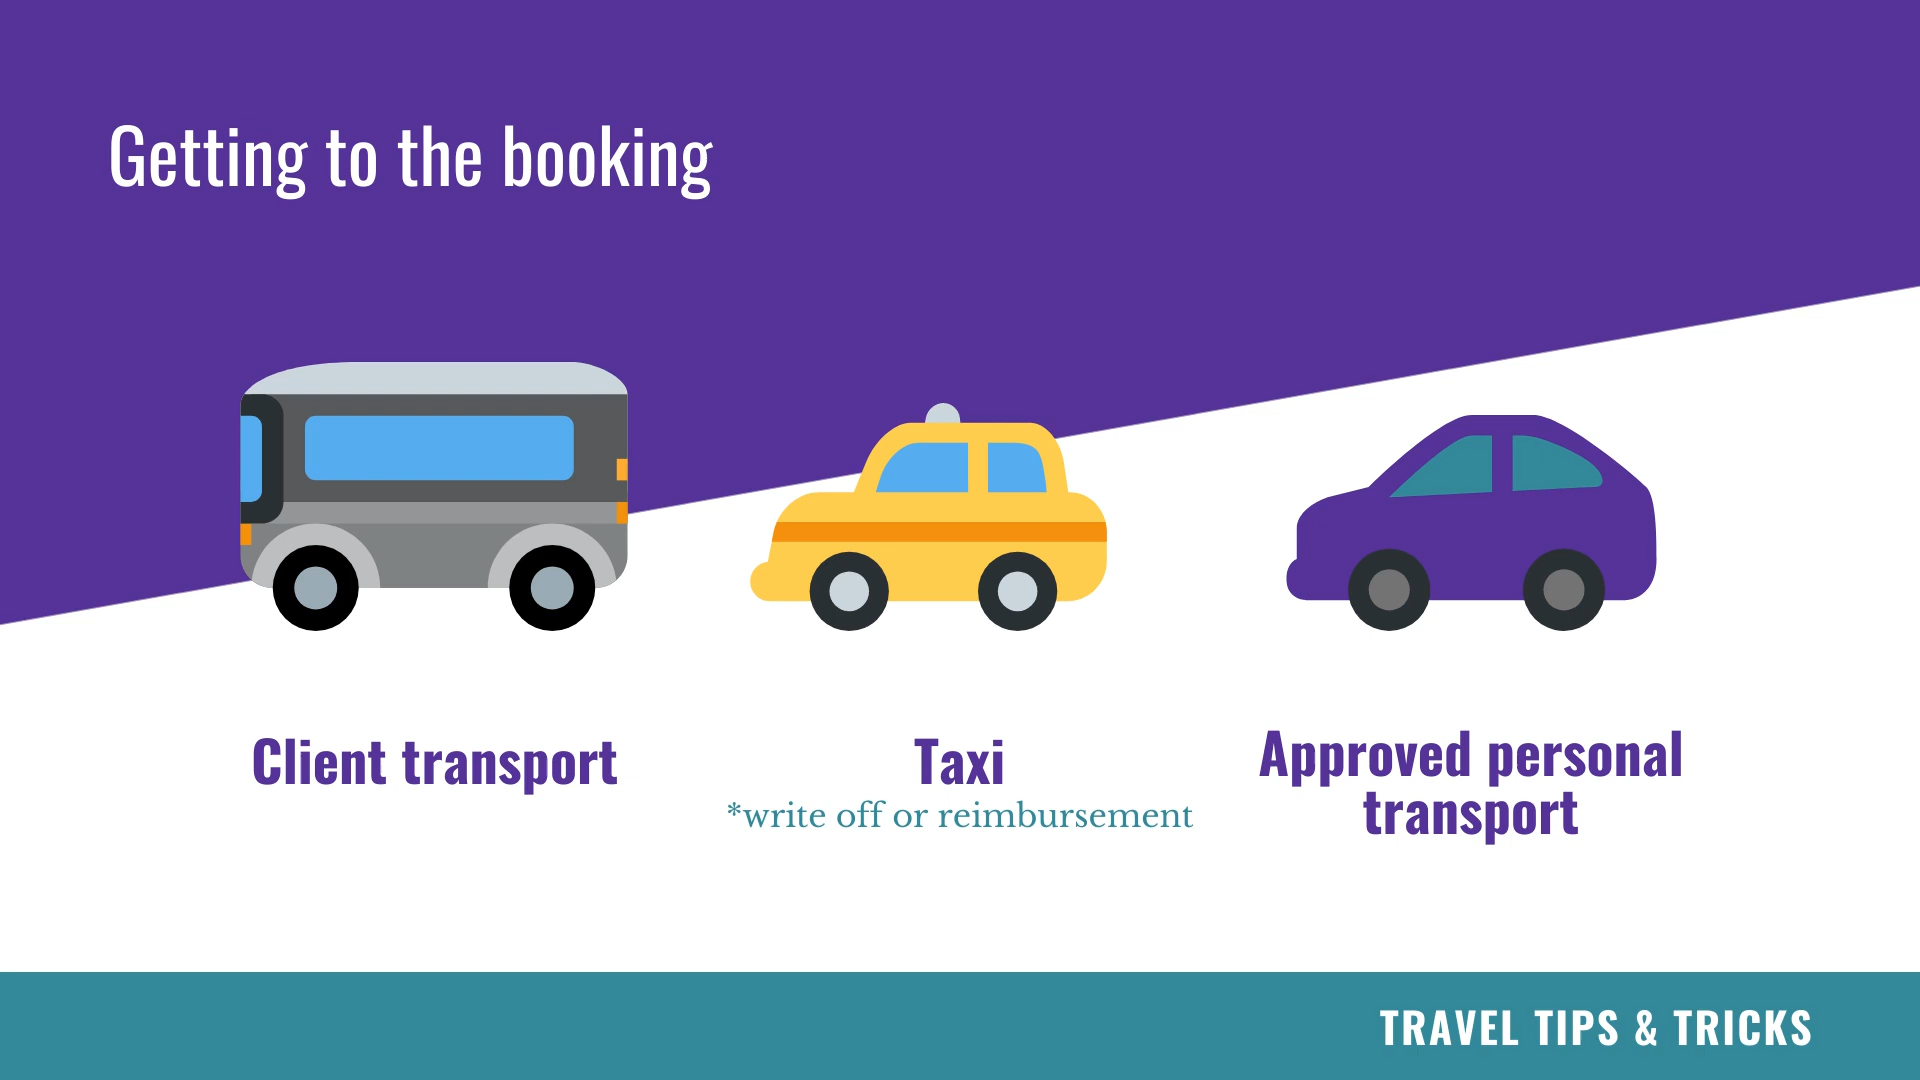 Getting to the booking
Client transport
Taxi
*write off or reimbursement
Approved personal
transport
TRAVEL TIPS & TRICKS